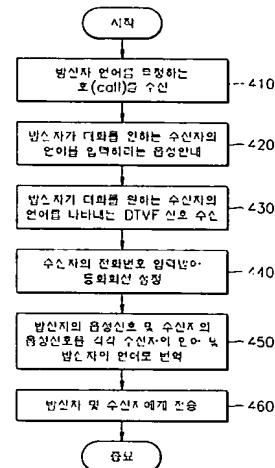 시작
발신자 언어를 특정하는
호(call)를 수신
410
발신자가 대화를 원하는 수신자의
언어를 입력하라는 음성안내
420
발신자가 대화를 원하는 수신자의
언어를 나타내는 DTVF 신호 수신
430
수신자의 전화번호 입력받아
통화회선 설정
440
발신자의 음성신호 및 수신자의
음성신호를 각각 수신자의 언어 및
발신자의 언어로 번역
450
발신자 및 수신자에게 전송
460
종료